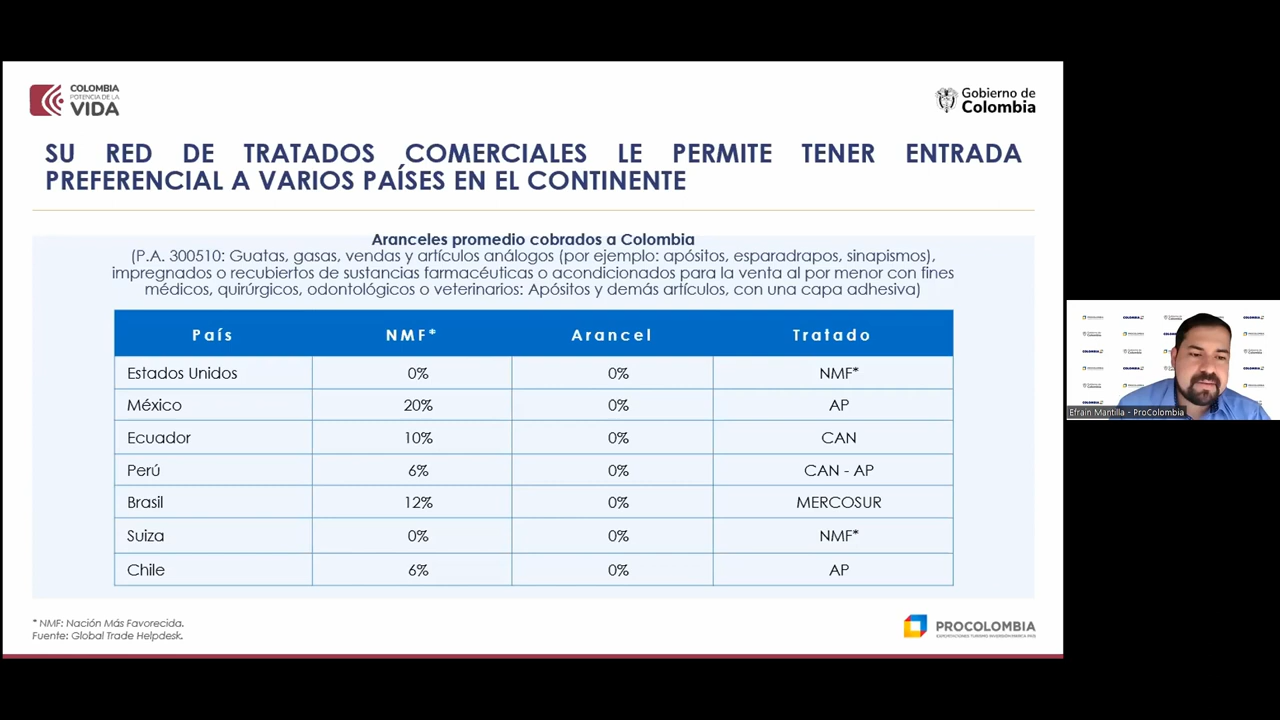 COLOMBIA
POTENCIA DE LA
VIDA
Gobierno de
Colombia
SU RED DE TRATADOS COMERCIALES LE PERMITE TENER ENTRADA
PREFERENCIAL A VARIOS PAÍSES EN EL CONTINENTE
Aranceles promedio cobrados a Colombia
(P.A. 300510: Guatas, gasas, vendas y artículos análogos (por ejemplo: apósitos, esparadrapos, sinapismos),
impregnados o recubiertos de sustancias farmacéuticas o acondicionados para la venta al por menor con fines
médicos, quirúrgicos, odontológicos o veterinarios: Apósitos y demás artículos, con una capa adhesiva)
País NMF* Arancel Tratado
Estados Unidos 0% 0% NMF*
México 20% 0% AP
Ecuador 10% 0% CAN
Perú 6% 0% CAN - AP
Brasil 12% 0% MERCOSUR
Suiza 0% 0% NMF*
Chile 6% 0% AP
* NMF: Nación Más Favorecida.
Fuente: Global Trade Helpdesk.
PROCOLOMBIA
EXPORTACIONES TURISMO INVERSIÓN MARCA PAÍS
Efrain Mantilla - ProColombia